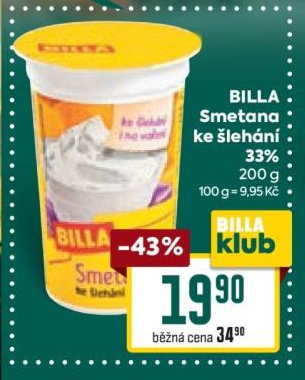 BILLA
ke šlehání
i na vaření
BILLA
Smet
ke šlehání
BILLA
Smetana
ke šlehání
33%
200 g
100 g = 9,95 Kč
-43%
BILLA
klub
19 90
běžná cena 34 90